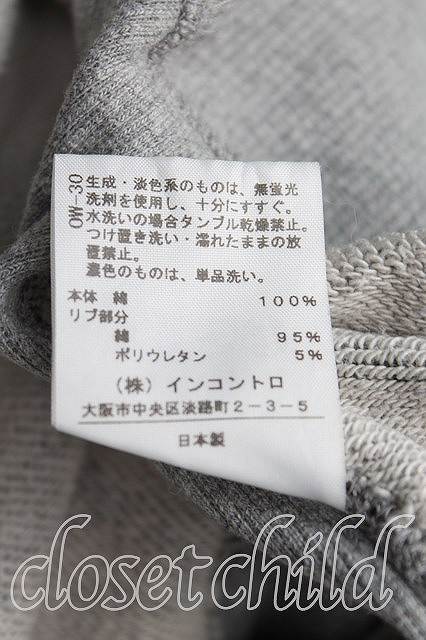 OW-30
生成・淡色系のものは、無蛍光
洗剤を使用し、十分にすすぐ。
水洗いの場合タンブル乾燥禁止。
つけ置き洗い・濡れたままの放
置禁止。
濃色のものは、単品洗い。
本体 綿 100%
リブ部分
綿 95%
ポリウレタン 5%
(株) インコントロ
大阪市中央区淡路町2-3-5
日本製
closet child